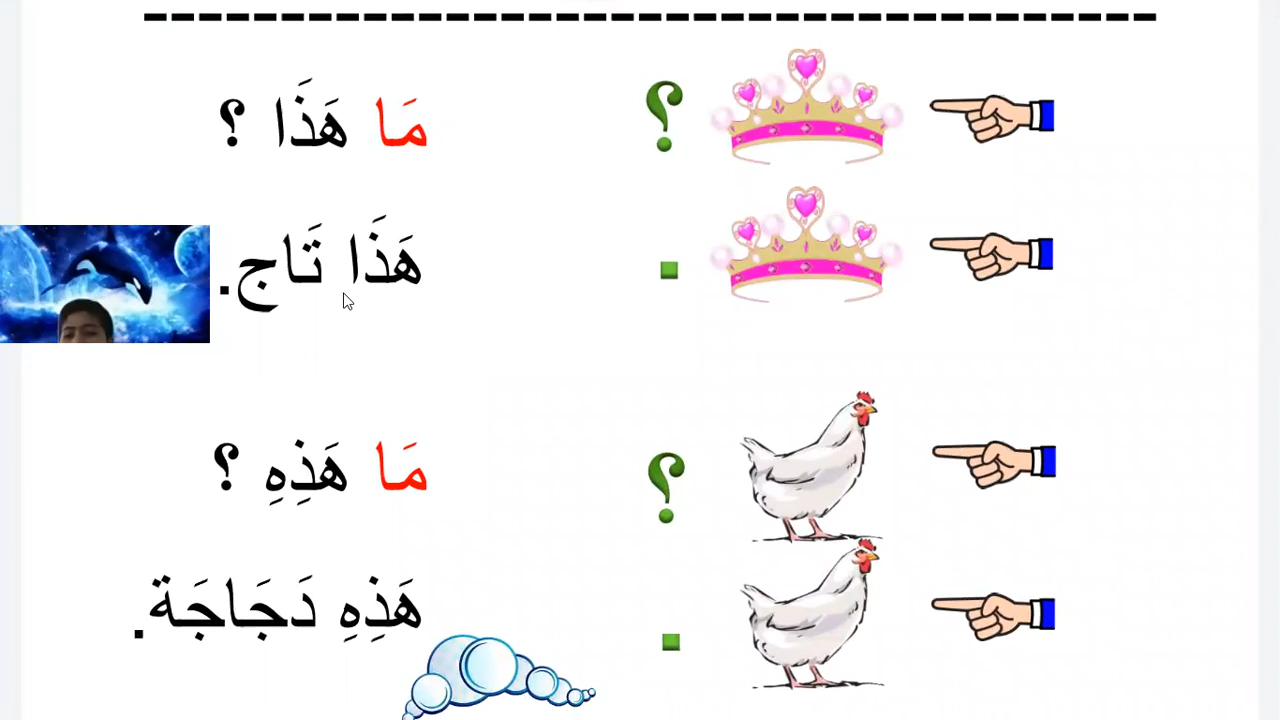 مَا هَذَا ؟
؟
هَذَا تَاج.
مَا هَذِهِ ؟
؟
هَذِهِ دَجَاجَة.